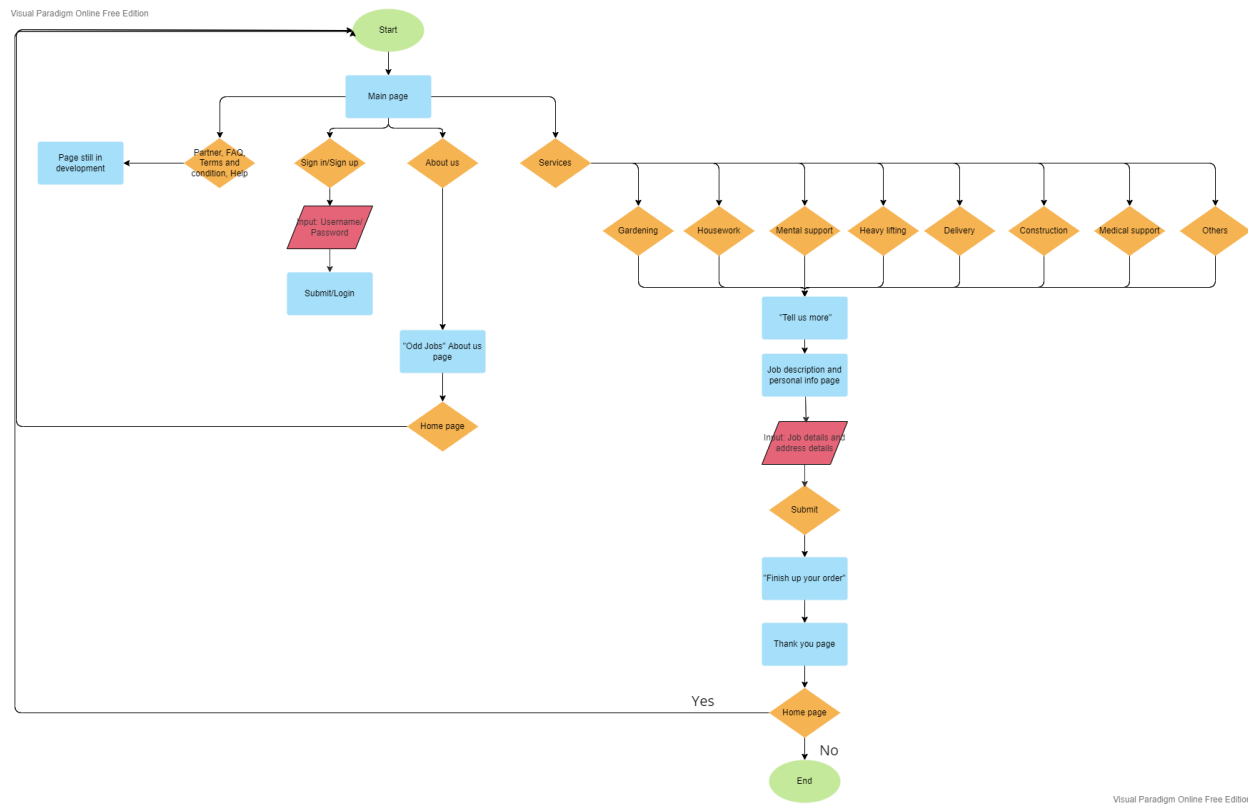 Visual Paradigm Online Free Edition
Start
Main page
Page still in
development
Partner, FAQ,
Terms and
condition, Help
Sign in/Sign up
About us
Services
Input: Username/
Password
Gardening
Housework
Mental support
Heavy lifting
Delivery
Construction
Medical support
Others
Submit/Login
"Tell us more"
"Odd Jobs" About us
page
Job description and
personal info page
Home page
Input: Job details and
address details
Submit
"Finish up your order"
Thank you page
Yes
Home page
No
End
Visual Paradigm Online Free Edition